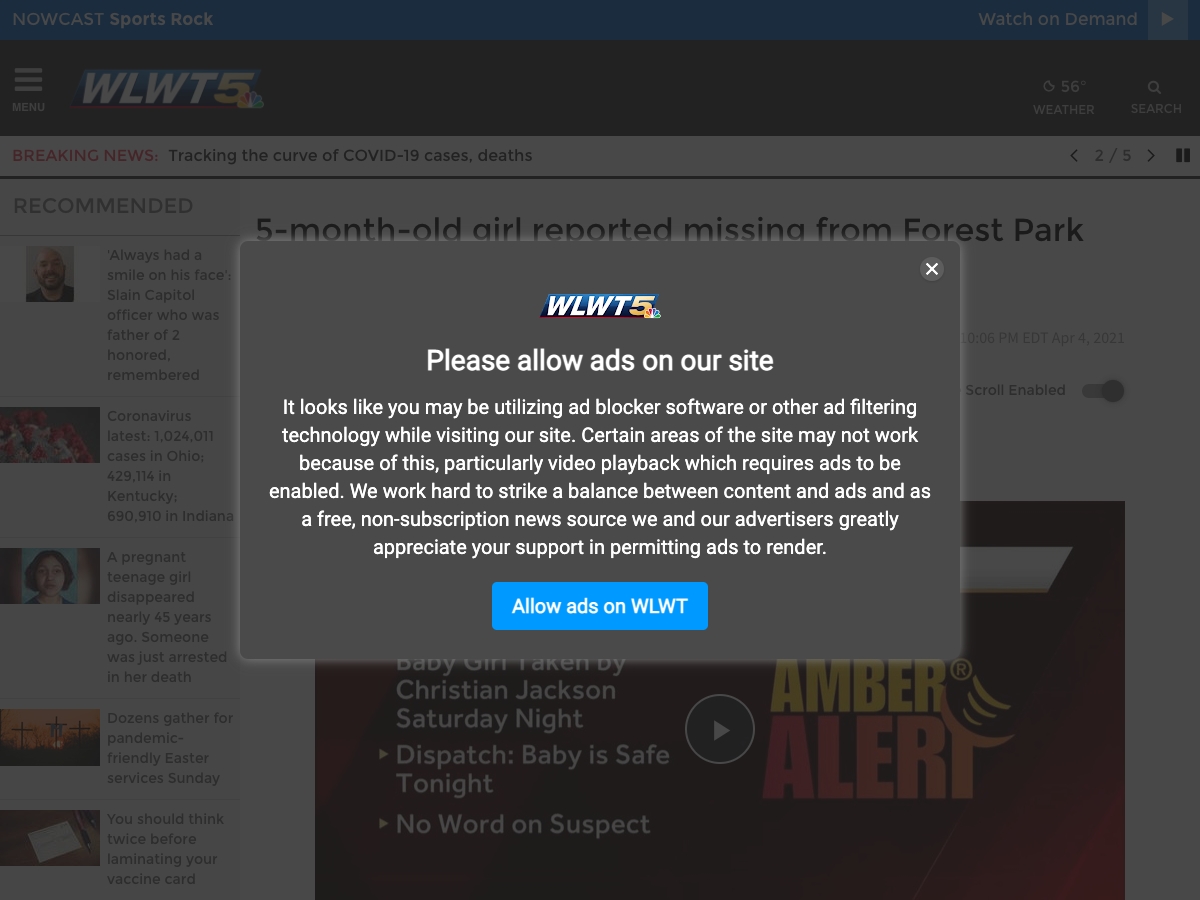 NOWCAST Sports Rock
Watch on Demand
MENU
WLWT5
56°
WEATHER
SEARCH
BREAKING NEWS: Tracking the curve of COVID-19 cases, deaths
2 / 5
RECOMMENDED
'Always had a
smile on his face':
Slain Capitol
officer who was
father of 2
honored,
remembered
Coronavirus
latest: 1,024,011
cases in Ohio;
429,114 in
Kentucky;
690,910 in Indiana
A pregnant
teenage girl
disappeared
nearly 45 years
ago. Someone
was just arrested
in her death
Dozens gather for
pandemic-
friendly Easter
services Sunday
You should think
twice before
laminating your
vaccine card
5-month-old girl reported missing from Forest Park
10:06 PM EDT Apr 4, 2021
Scroll Enabled
WLWT5
Please allow ads on our site
It looks like you may be utilizing ad blocker software or other ad filtering
technology while visiting our site. Certain areas of the site may not work
because of this, particularly video playback which requires ads to be
enabled. We work hard to strike a balance between content and ads and as
a free, non-subscription news source we and our advertisers greatly
appreciate your support in permitting ads to render.
Allow ads on WLWT
Baby Girl Taken by
Christian Jackson
Saturday Night
Dispatch: Baby is Safe
Tonight
No Word on Suspect
AMBER®
ALERT